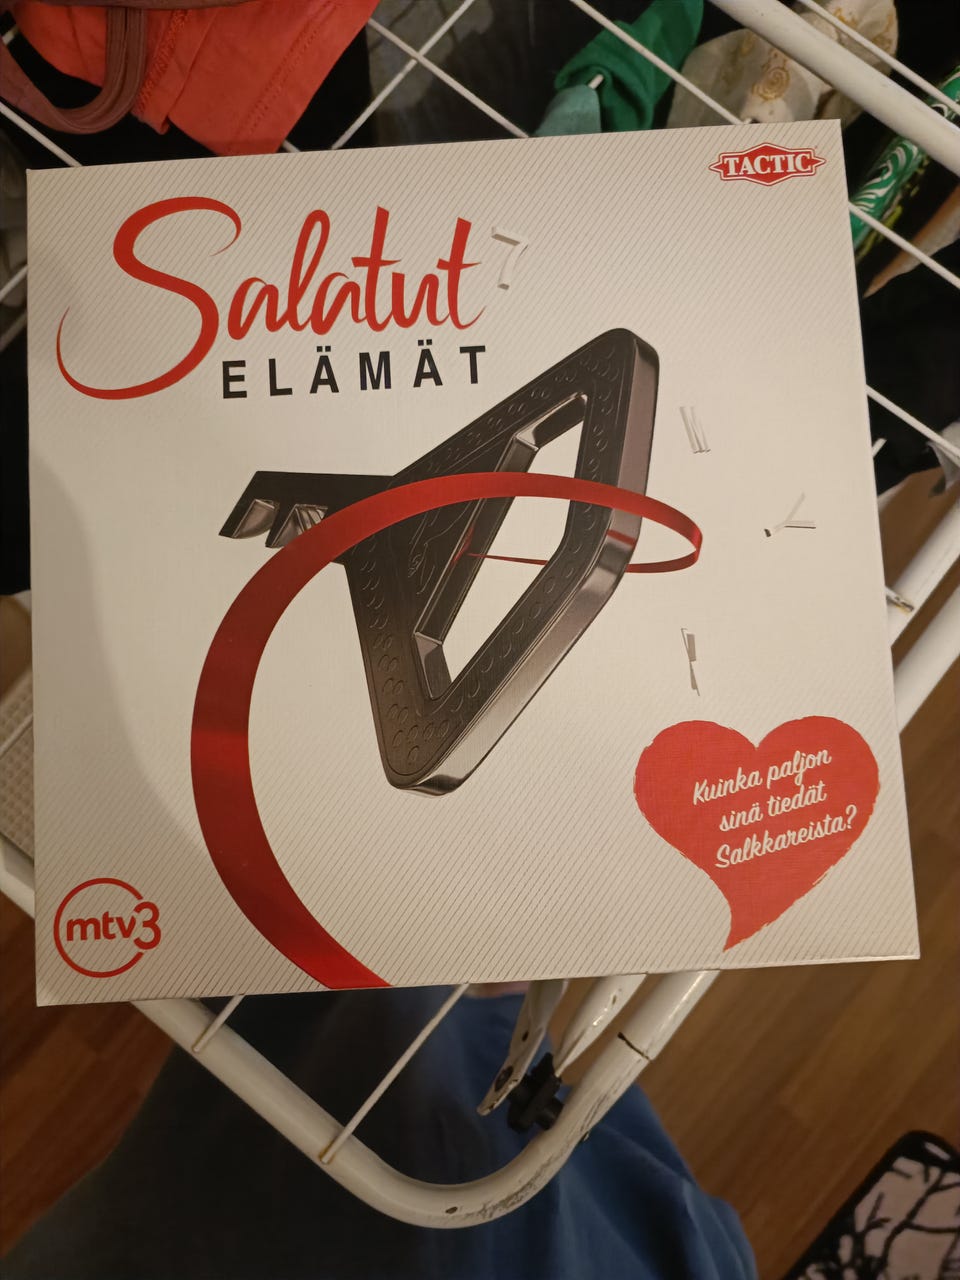 TACTIC
Salatut
ELÄMÄT
Kuinka paljon
sinä tiedät
Salkkareista?
mtv3